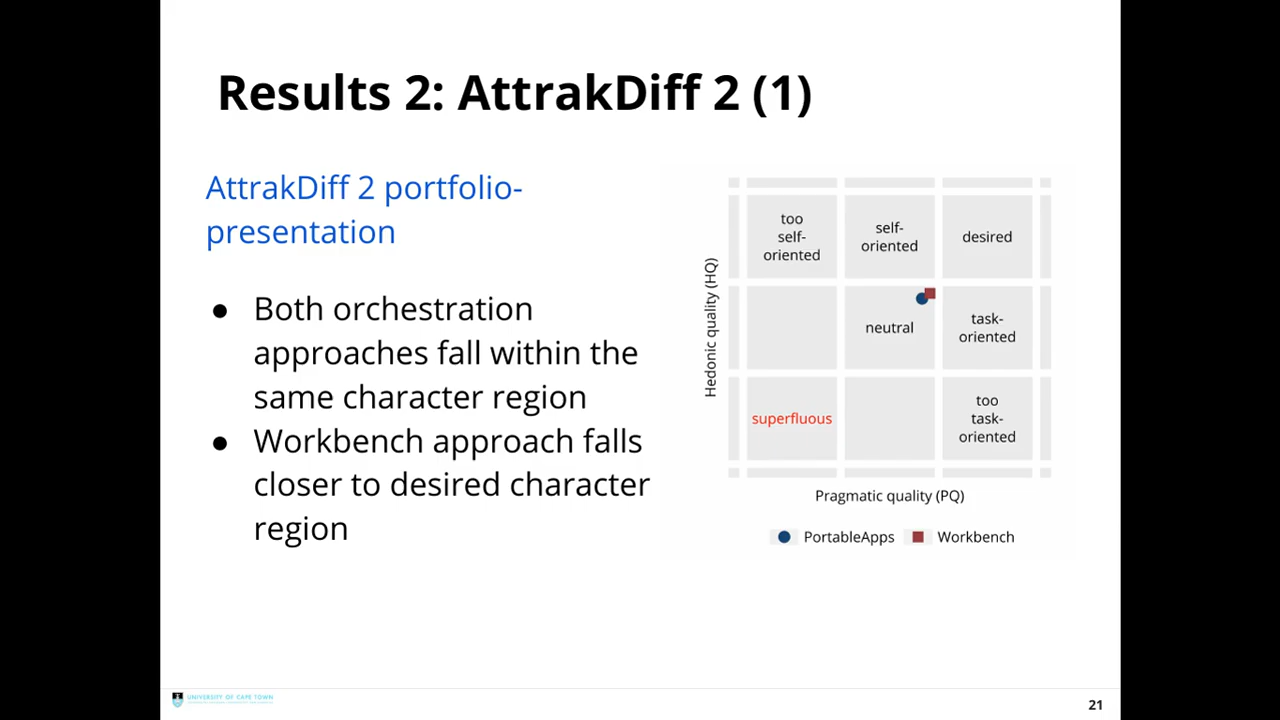 Results 2: AttrakDiff 2 (1)
AttrakDiff 2 portfolio-
presentation
● Both orchestration
approaches fall within the
same character region
● Workbench approach falls
closer to desired character
region
too
self-
oriented
self-
oriented
desired
neutral
task-
oriented
superfluous
too
task-
oriented
Hedonic quality (HQ)
Pragmatic quality (PQ)
PortableApps
Workbench
UNIVERSITY OF CAPE TOWN
21